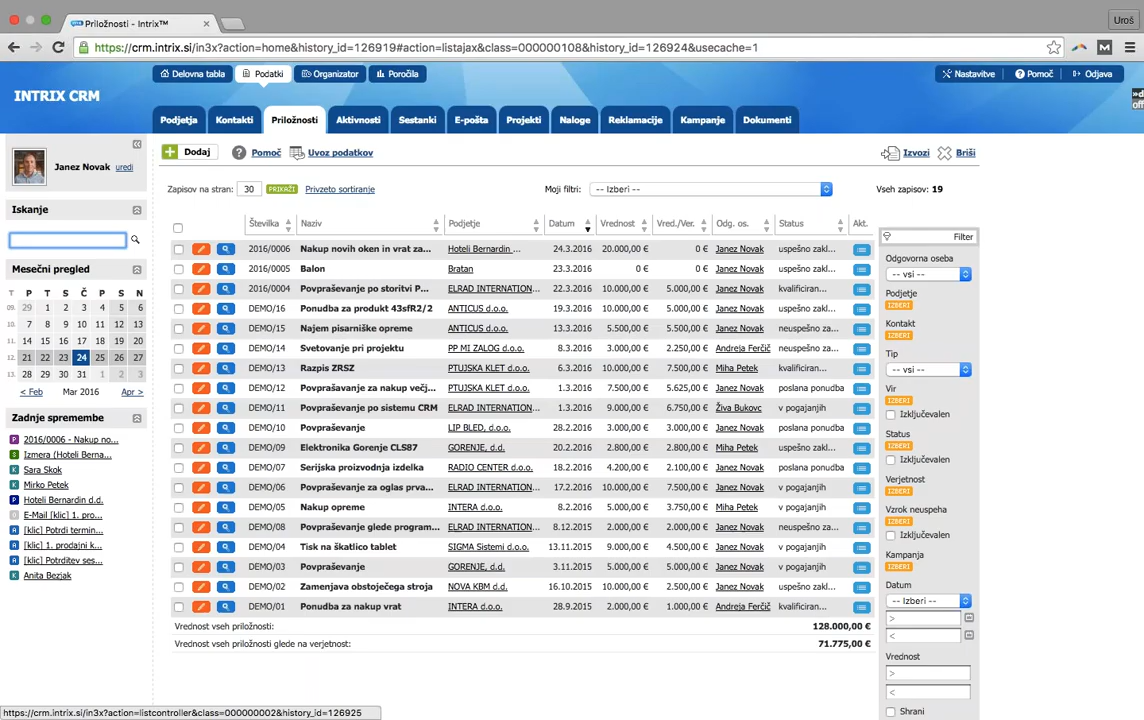 Priložnosti - Intrix™
Uroš
https://crm.intrix.si/in3x?action=home&history_id=126919#action=listajax&class=000000108&history_id=126924&usecache=1
INTRIX CRM
Delovna tabla Podatki Organizator Poročila Nastavitve Pomoč Odjava
Podjetja Kontakti Priložnosti Aktivnosti Sestanki E-pošta Projekti Naloge Reklamacije Kampanje Dokumenti
Janez Novak uredi
Dodaj Pomoč Uvoz podatkov Izvozi Briši
Zapisov na stran: 30 PRIKAŽI Privzeto sortiranje Moji filtri: -- Izberi -- Vseh zapisov: 19
Iskanje
Mesečni pregled
T P T S Č P S N
09. 29 1 2 3 4 5 6
10. 7 8 9 10 11 12 13
11. 14 15 16 17 18 19 20
12. 21 22 23 24 25 26 27
13. 28 29 30 31 1 2 3
< Feb Mar 2016 Apr >
Zadnje spremembe
P 2016/0006 - Nakup no...
S Izmera (Hoteli Berna...
K Sara Skok
K Mirko Petek
P Hoteli Bernardin d.d.
E-Mail [klic] 1. pro...
A [klic] Potrdi termin...
A [klic] 1. prodajni k...
A [klic] Potrditev ses...
K Anita Bezjak
Številka Naziv Podjetje Datum Vrednost Vred./Ver. Odg. os. Status Akt.
2016/0006 Nakup novih oken in vrat za... Hoteli Bernardin ... 24.3.2016 20.000,00 € 0 € Janez Novak uspešno zakl...
2016/0005 Balon Bratan 23.3.2016 0 € 0 € Janez Novak uspešno zakl...
2016/0004 Povpraševanje po storitvi P... ELRAD INTERNATION... 22.3.2016 10.000,00 € 5.000,00 € Janez Novak kvalificiran...
DEMO/16 Ponudba za produkt 43sfR2/2 ANTICUS d.o.o. 19.3.2016 10.000,00 € 5.000,00 € Janez Novak uspešno zakl...
DEMO/15 Najem pisarniške opreme ANTICUS d.o.o. 13.3.2016 5.500,00 € 5.500,00 € Janez Novak neuspešno za...
DEMO/14 Svetovanje pri projektu PP MI ZALOG d.o.o. 8.3.2016 3.000,00 € 2.250,00 € Andreja Ferčič neuspešno za...
DEMO/13 Razpis ZRSZ PTUJSKA KLET d.o.o. 6.3.2016 10.000,00 € 7.500,00 € Miha Petek kvalificiran...
DEMO/12 Povprašavanje za nakup večj... PTUJSKA KLET d.o.o. 1.3.2016 7.500,00 € 5.625,00 € Janez Novak poslana ponudba
DEMO/11 Povpraševanje po sistemu CRM ELRAD INTERNATION... 1.3.2016 9.000,00 € 6.750,00 € Živa Bukovc v pogajanjih
DEMO/10 Povpraševanje LIP BLED, d.o.o. 28.2.2016 3.000,00 € 3.000,00 € Janez Novak v pogajanjih
DEMO/09 Elektronika Gorenje CLS87 GORENJE, d.d. 20.2.2016 2.800,00 € 2.800,00 € Miha Petek uspešno zakl...
DEMO/07 Serijska proizvodnja izdelka RADIO CENTER d.o.o. 18.2.2016 4.200,00 € 2.100,00 € Janez Novak poslana ponudba
DEMO/06 Povpraševanje za oglas prva... ELRAD INTERNATION... 17.2.2016 10.000,00 € 7.500,00 € Janez Novak v pogajanjih
DEMO/05 Nakup opreme INTERA d.o.o. 8.2.2016 5.000,00 € 3.750,00 € Miha Petek v pogajanjih
DEMO/08 Povpraševanje glede program... ELRAD INTERNATION... 8.12.2015 2.000,00 € 2.000,00 € Janez Novak neuspešno za...
DEMO/04 Tisk na škatlico tablet SIGMA Sistemi d.o.o. 13.11.2015 9.000,00 € 4.500,00 € Janez Novak v pogajanjih
DEMO/03 Povpraševanje GORENJE, d.d. 3.11.2015 5.000,00 € 5.000,00 € Janez Novak v pogajanjih
DEMO/02 Zamenjava obstoječega stroja NOVA KBM d.d. 16.10.2015 10.000,00 € 2.500,00 € Janez Novak uspešno zakl...
DEMO/01 Ponudba za nakup vrat INTERA d.o.o. 28.9.2015 2.000,00 € 1.000,00 € Andreja Ferčič kvalificiran...
Vrednost vseh priložnosti: 128.000,00 €
Vrednost vseh priložnosti glede na verjetnost: 71.775,00 €
Filter
Odgovorna oseba
-- vsi --
Podjetje
IZBERI
Kontakt
IZBERI
Tip
-- vsi --
Vir
IZBERI
Izključevalen
Status
IZBERI
Izključevalen
Verjetnost
IZBERI
Vzrok neuspeha
IZBERI
Izključevalen
Kampanja
IZBERI
Datum
-- Izberi --
>
<
Vrednost
>
<
Shrani
https://crm.intrix.si/in3x?action=listcontroller&class=000000002&history_id=126925